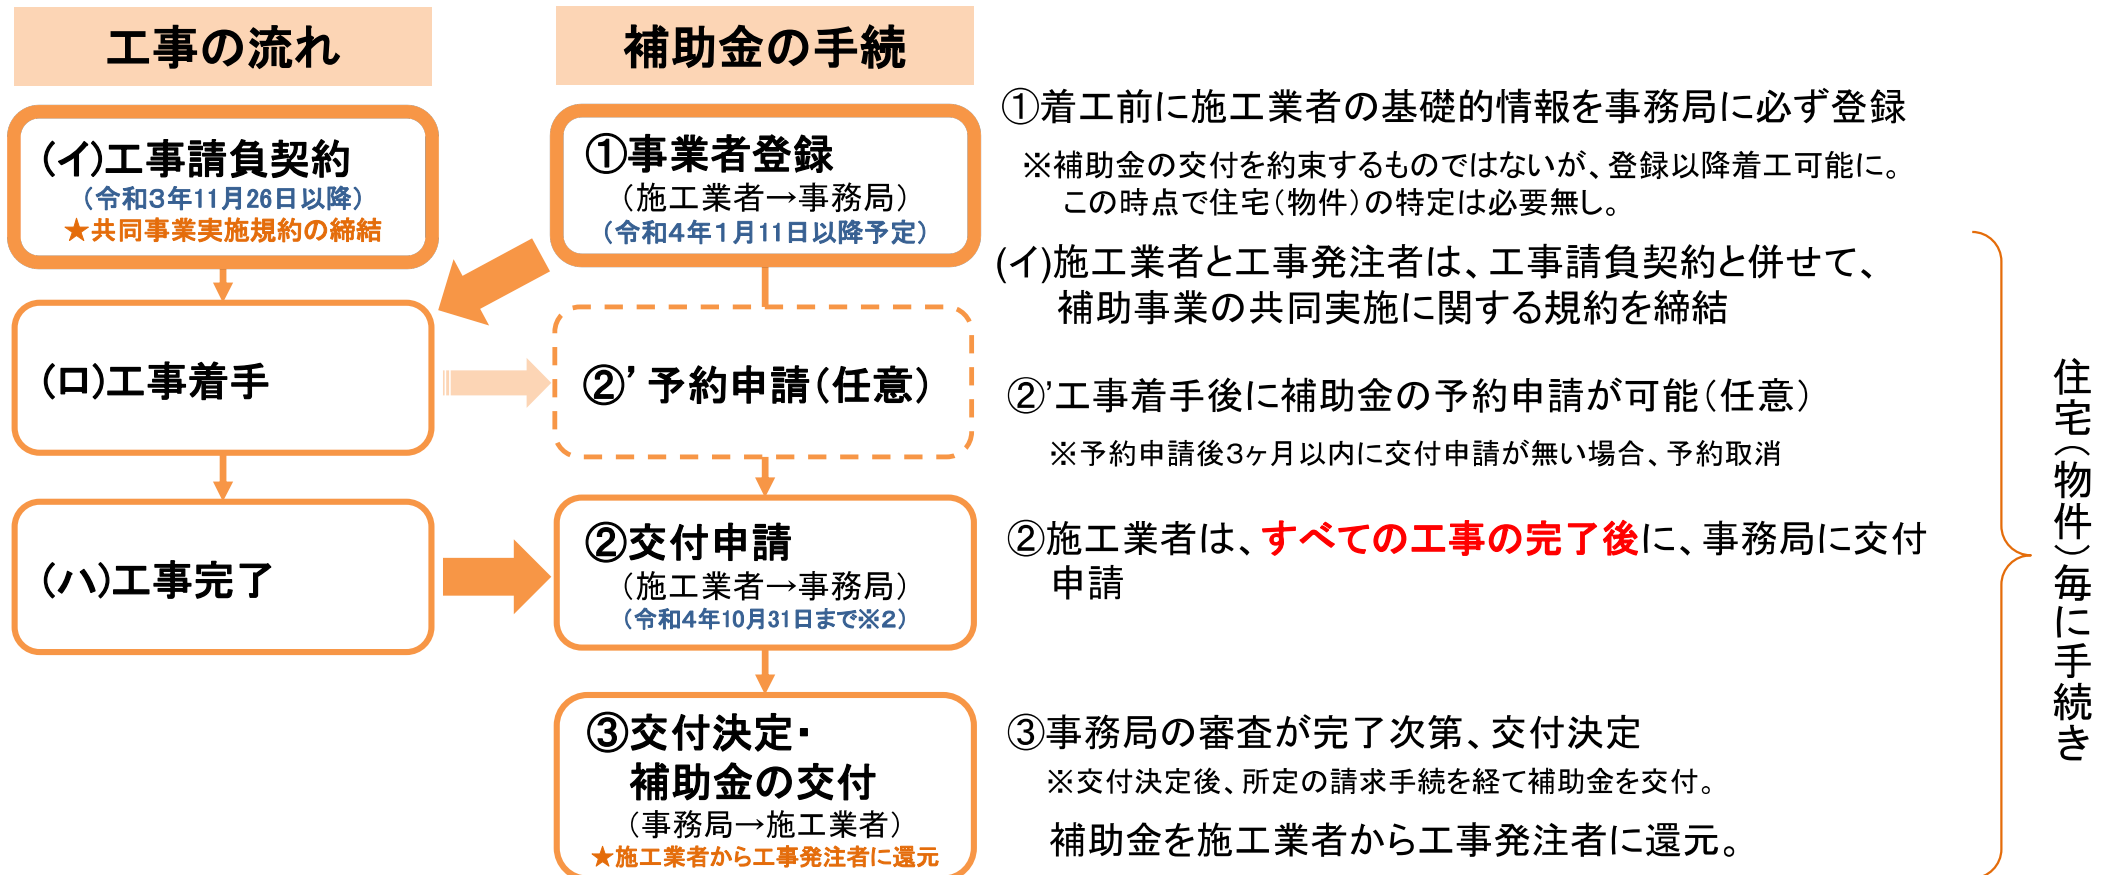 工事の流れ
(イ)工事請負契約
(令和3年11月26日以降)
★共同事業実施規約の締結
(ロ)工事着手
(ハ)工事完了
補助金の手続
①事業者登録
(施工業者→事務局)
(令和4年1月11日以降予定)
②'予約申請(任意)
②交付申請
(施工業者→事務局)
(令和4年10月31日まで※2)
③交付決定・
補助金の交付
(事務局→施工業者)
★施工業者から工事発注者に還元
①着工前に施工業者の基礎的情報を事務局に必ず登録
※補助金の交付を約束するものではないが、登録以降着工可能に。
この時点で住宅(物件)の特定は必要無し。
(イ)施工業者と工事発注者は、工事請負契約と併せて、
補助事業の共同実施に関する規約を締結
②'工事着手後に補助金の予約申請が可能(任意)
※予約申請後3ヶ月以内に交付申請が無い場合、予約取消
②施工業者は、すべての工事の完了後に、事務局に交付
申請
③事務局の審査が完了次第、交付決定
※交付決定後、所定の請求手続を経て補助金を交付。
補助金を施工業者から工事発注者に還元。
住宅(物件)毎に手続き